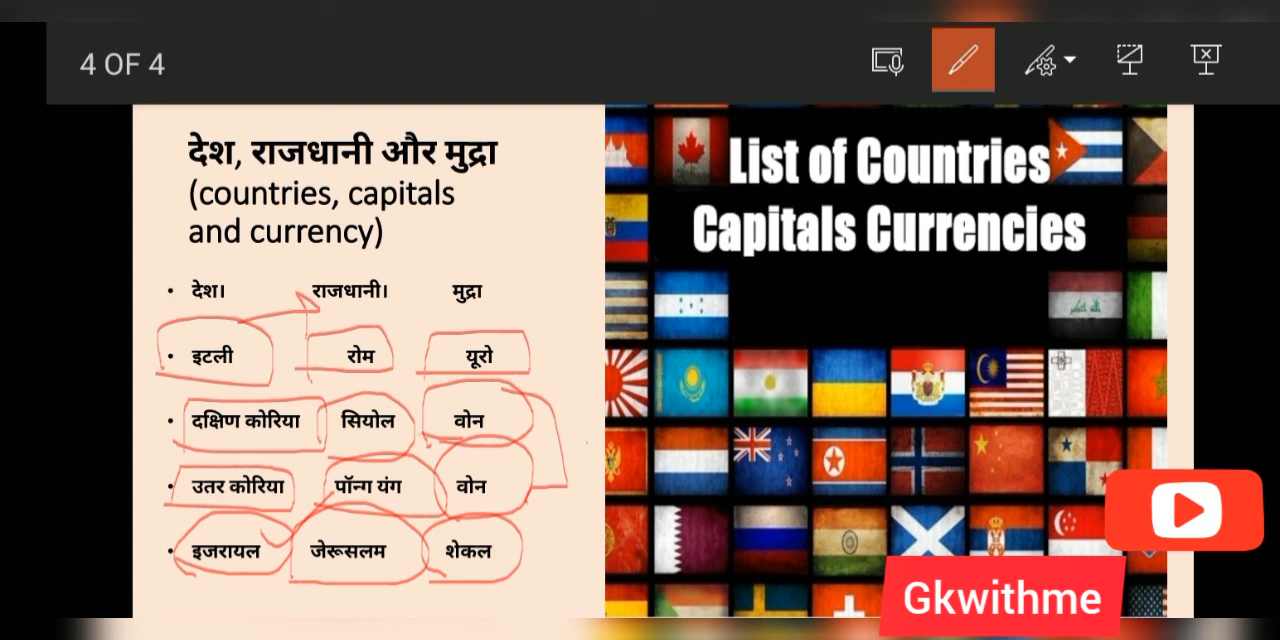 4 OF 4
देश, राजधानी और मुद्रा
(countries, capitals
and currency)
• देश। राजधानी। मुद्रा
• इटली रोम यूरो
• दक्षिण कोरिया सियोल वोन
• उतर कोरिया पॉन्ग यंग वोन
• इजरायल जेरूसलम शेकल
List of Countries
Capitals Currencies
Gkwithme